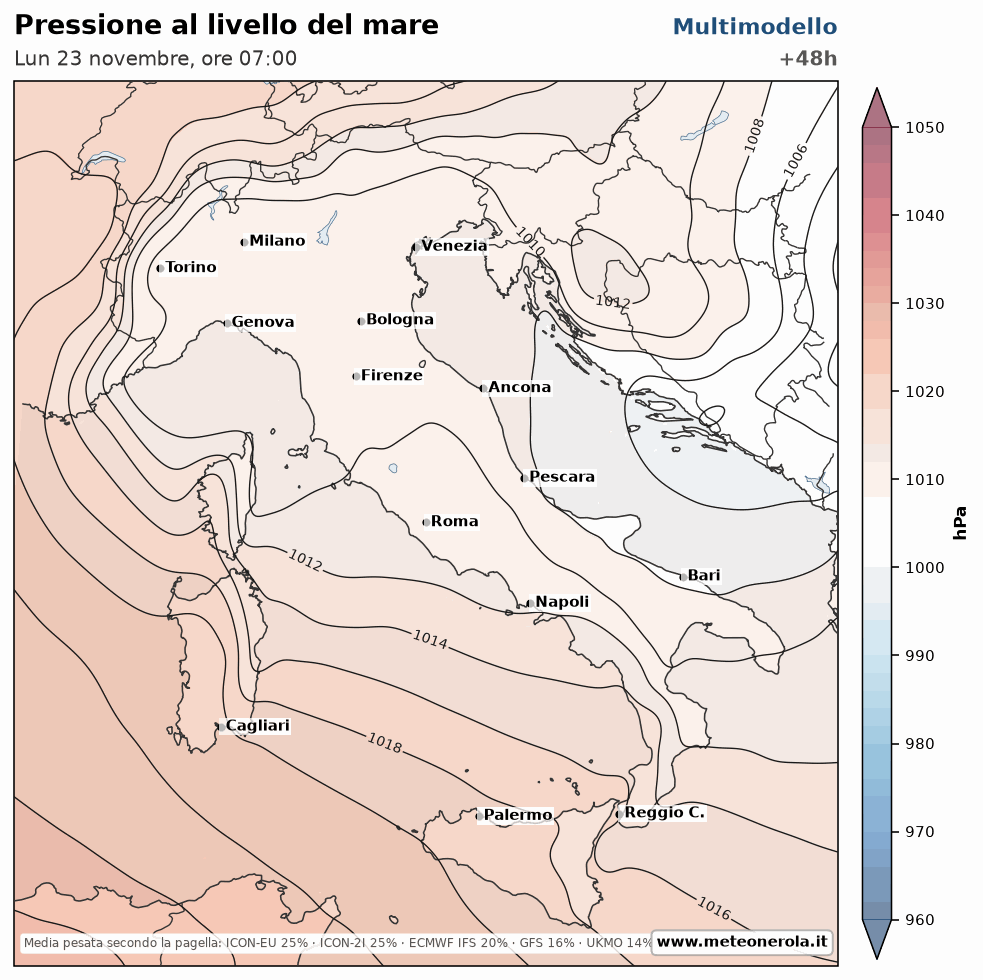 Pressione al livello del mare
Multimodello
Lun 23 novembre, ore 07:00
+48h
1008
1006
1050
1040
1030
1020
1010
1000
990
980
970
960
hPa
Milano
Venezia
1010
Torino
1012
Genova
Bologna
Firenze
Ancona
Pescara
Roma
1012
Bari
Napoli
1014
Cagliari
1018
Palermo
Reggio C.
1016
Media pesata secondo la pagella: ICON-EU 25% · ICON-2I 25% · ECMWF IFS 20% · GFS 16% · UKMO 14%
www.meteonerola.it